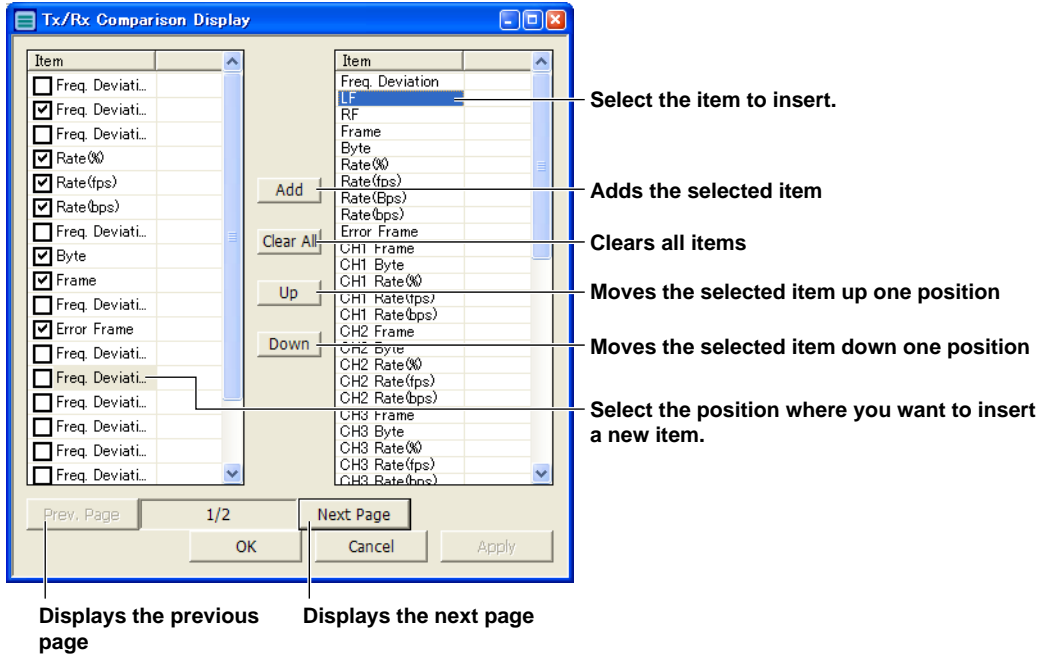 Tx/Rx Comparison Display
Item
Freq. Deviati...
Freq. Deviati...
Freq. Deviati...
Rate(%)
Rate(fps)
Rate(bps)
Freq. Deviati...
Byte
Frame
Freq. Deviati...
Error Frame
Freq. Deviati...
Freq. Deviati...
Freq. Deviati...
Freq. Deviati...
Freq. Deviati...
Freq. Deviati...
Add
Clear All
Up
Down
Item
Freq. Deviation
LF
RF
Frame
Byte
Rate(%)
Rate(fps)
Rate(Bps)
Rate(bps)
Error Frame
CH1 Frame
CH1 Byte
CH1 Rate(%)
CH1 Rate(fps)
CH1 Rate(bps)
CH2 Frame
CH2 Byte
CH2 Rate(%)
CH2 Rate(fps)
CH2 Rate(bps)
CH3 Frame
CH3 Byte
CH3 Rate(%)
CH3 Rate(fps)
CH3 Rate(bps)
Select the item to insert.
Adds the selected item
Clears all items
Moves the selected item up one position
Moves the selected item down one position
Select the position where you want to insert
a new item.
Prev. Page
1/2
Next Page
OK
Cancel
Apply
Displays the previous
page
Displays the next page